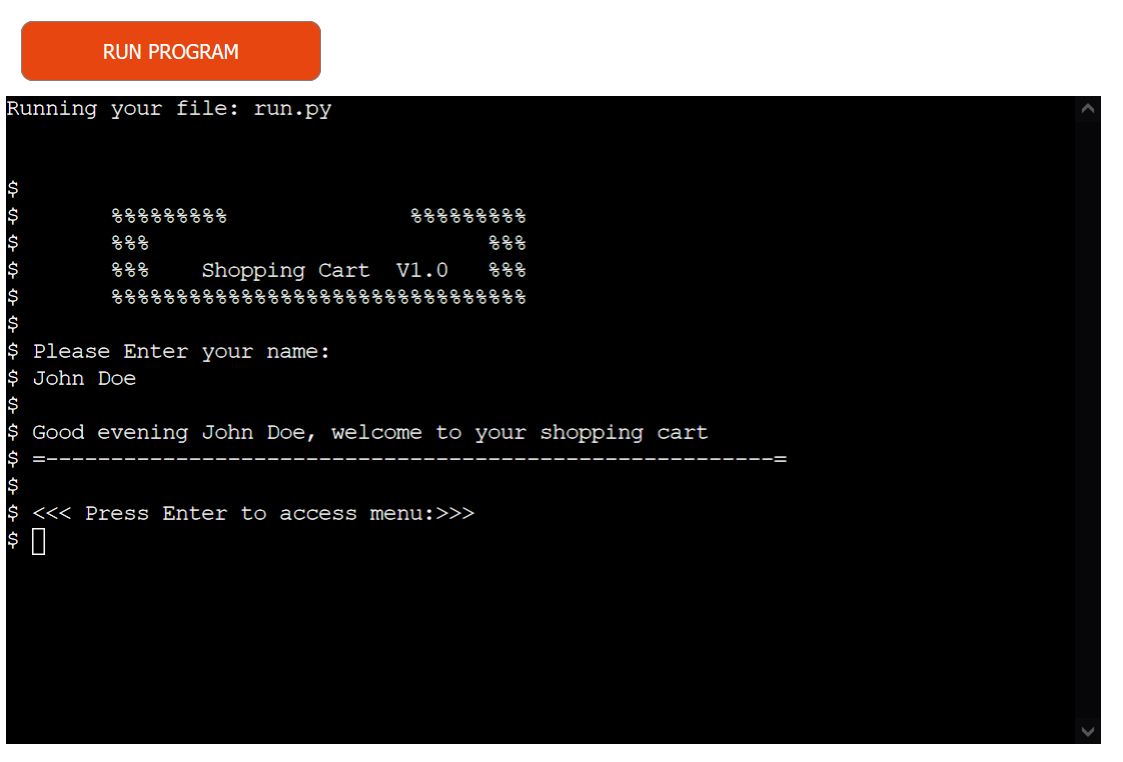 RUN PROGRAM
Running your file: run.py
$
$       %%%%%%%%%              %%%%%%%%%
$       %%%                          %%%
$       %%%    Shopping Cart  V1.0   %%%
$       %%%%%%%%%%%%%%%%%%%%%%%%%%%%%%%%
$
$ Please Enter your name:
$ John Doe
$
$ Good evening John Doe, welcome to your shopping cart
$ =--------------------------------------------------------=
$
$ <<< Press Enter to access menu:>>>
$